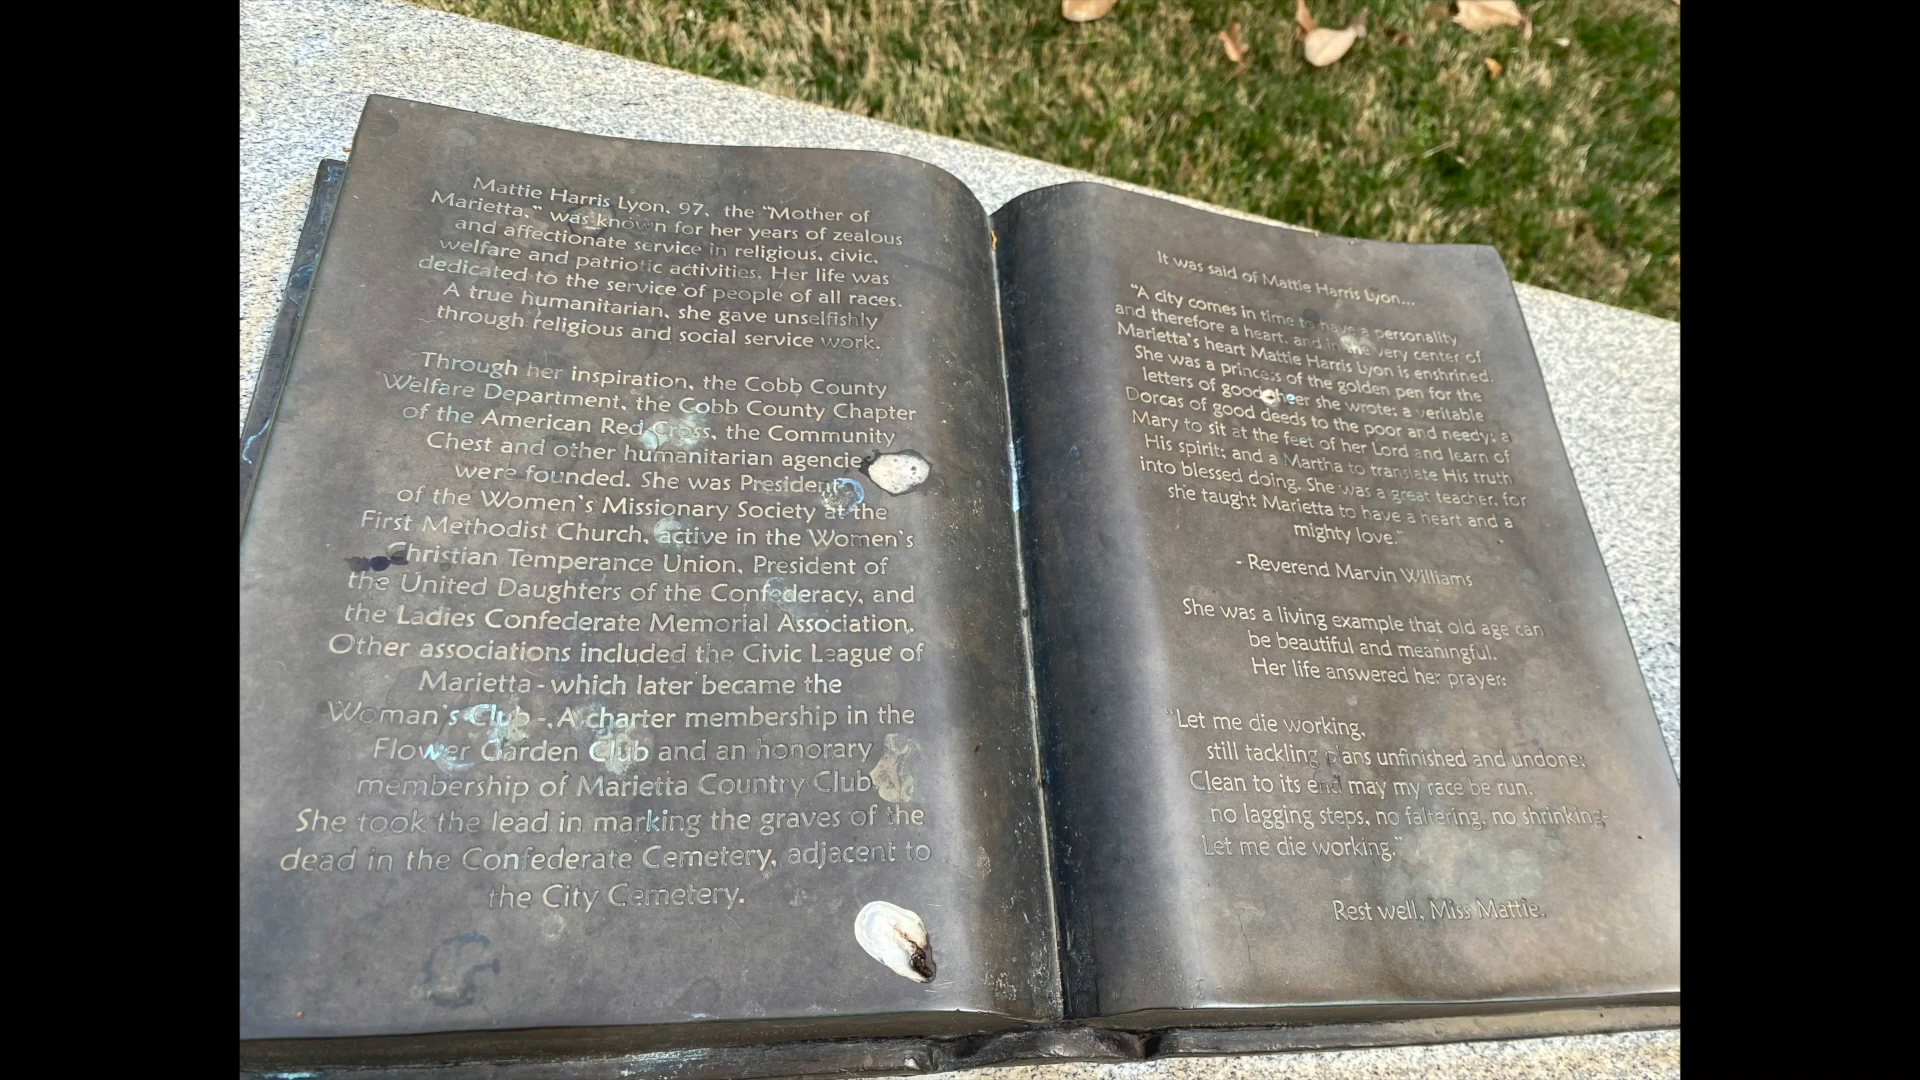 Mattie Harris Lyon, 97, the “Mother of
Marietta,” was known for her years of zealous
and affectionate service in religious, civic,
welfare and patriotic activities. Her life was
dedicated to the service of people of all races.
A true humanitarian, she gave unselfishly
through religious and social service work.
Through her inspiration, the Cobb County
Welfare Department, the Cobb County Chapter
of the American Red Cross, the Community
Chest and other humanitarian agencie
were founded. She was President
of the Women's Missionary Society at the
First Methodist Church, active in the Women's
Christian Temperance Union, President of
the United Daughters of the Confederacy, and
the Ladies Confederate Memorial Association.
Other associations included the Civic League of
Marietta - which later became the
Woman's Club -. A charter membership in the
Flower Garden Club and an honorary
membership of Marietta Country Club.
She took the lead in marking the graves of the
dead in the Confederate Cemetery, adjacent to
the City Cemetery.
It was said of Mattie Harris Lyon...
“A city comes in time to have a personality
and therefore a heart, and in the very center of
Marietta's heart Mattie Harris Lyon is enshrined.
She was a princess of the golden pen for the
letters of good cheer she wrote; a veritable
Dorcas of good deeds to the poor and needy; a
Mary to sit at the feet of her Lord and learn of
His spirit; and a Martha to translate His truth
into blessed doing. She was a great teacher, for
she taught Marietta to have a heart and a
mighty love.”
- Reverend Marvin Williams
She was a living example that old age can
be beautiful and meaningful.
Her life answered her prayer:
“Let me die working,
still tackling plans unfinished and undone;
Clean to its end may my race be run,
no lagging steps, no faltering, no shrinking-
Let me die working.”
Rest well, Miss Mattie.